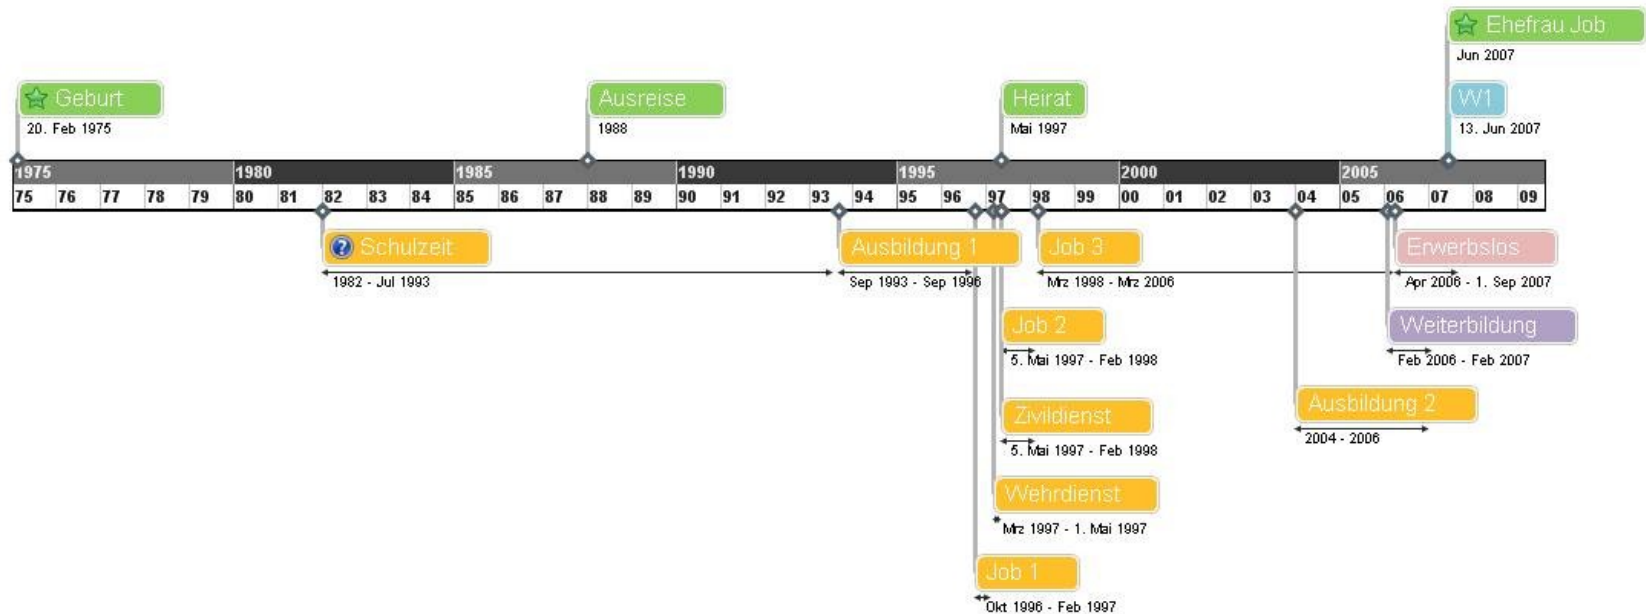 Ehefrau Job
Jun 2007
Geburt
20. Feb 1975
Ausreise
1988
Heirat
Mai 1997
W1
13. Jun 2007
1975 1980 1985 1990 1995 2000 2005
75 76 77 78 79 80 81 82 83 84 85 86 87 88 89 90 91 92 93 94 95 96 97 98 99 00 01 02 03 04 05 06 07 08 09
Schulzeit
1982 - Jul 1993
Ausbildung 1
Sep 1993 - Sep 1996
Job 3
Mrz 1998 - Mrz 2006
Erwerbslos
Apr 2006 - 1. Sep 2007
Job 2
5. Mai 1997 - Feb 1998
Weiterbildung
Feb 2006 - Feb 2007
Zivildienst
5. Mai 1997 - Feb 1998
Ausbildung 2
2004 - 2006
Wehrdienst
Mrz 1997 - 1. Mai 1997
Job 1
Okt 1996 - Feb 1997